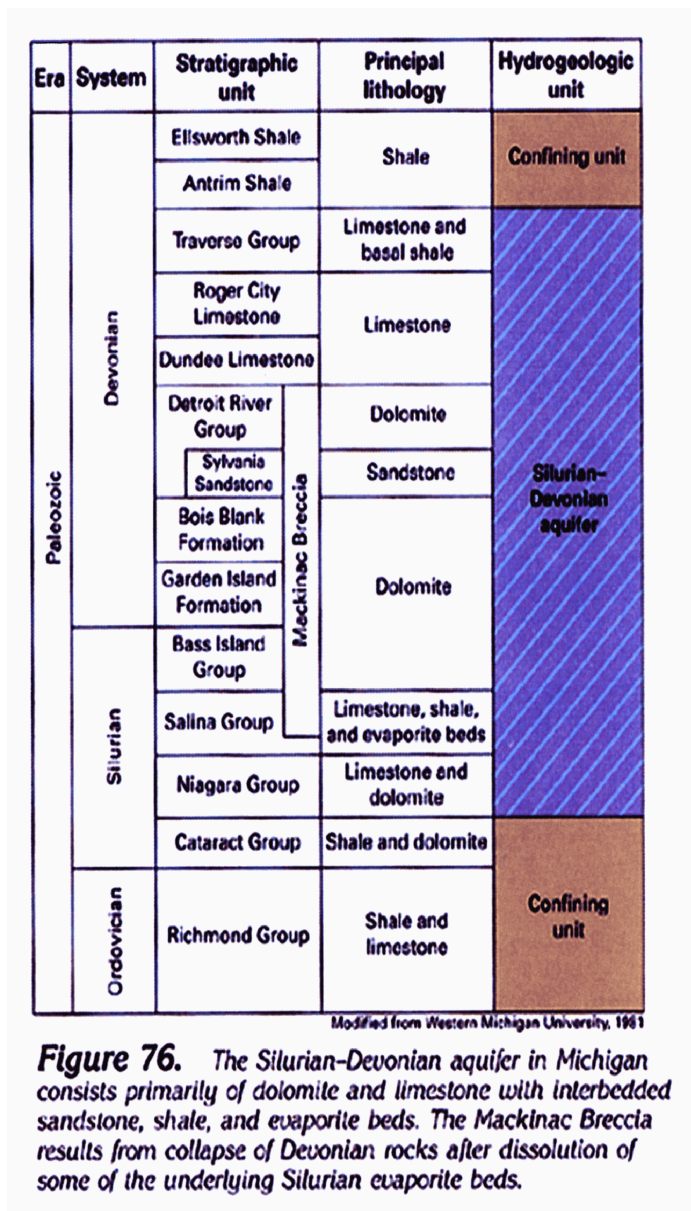 Era
System
Stratigraphic
unit
Principal
lithology
Hydrogeologic
unit
Paleozoic
Devonian
Ellsworth Shale
Shale
Confining unit
Antrim Shale
Traverse Group
Limestone and
basal shale
Silurian–
Devonian
aquifer
Roger City
Limestone
Limestone
Dundee Limestone
Detroit River
Group
Mackinac Breccia
Dolomite
Sylvania
Sandstone
Sandstone
Bois Blank
Formation
Dolomite
Garden Island
Formation
Silurian
Bass Island
Group
Salina Group
Limestone, shale,
and evaporite beds
Niagara Group
Limestone and
dolomite
Cataract Group
Shale and dolomite
Confining
unit
Ordovician
Richmond Group
Shale and
limestone
Modified from Western Michigan University, 1981
Figure 76. The Silurian–Devonian aquifer in Michigan
consists primarily of dolomite and limestone with interbedded
sandstone, shale, and evaporite beds. The Mackinac Breccia
results from collapse of Devonian rocks after dissolution of
some of the underlying Silurian evaporite beds.